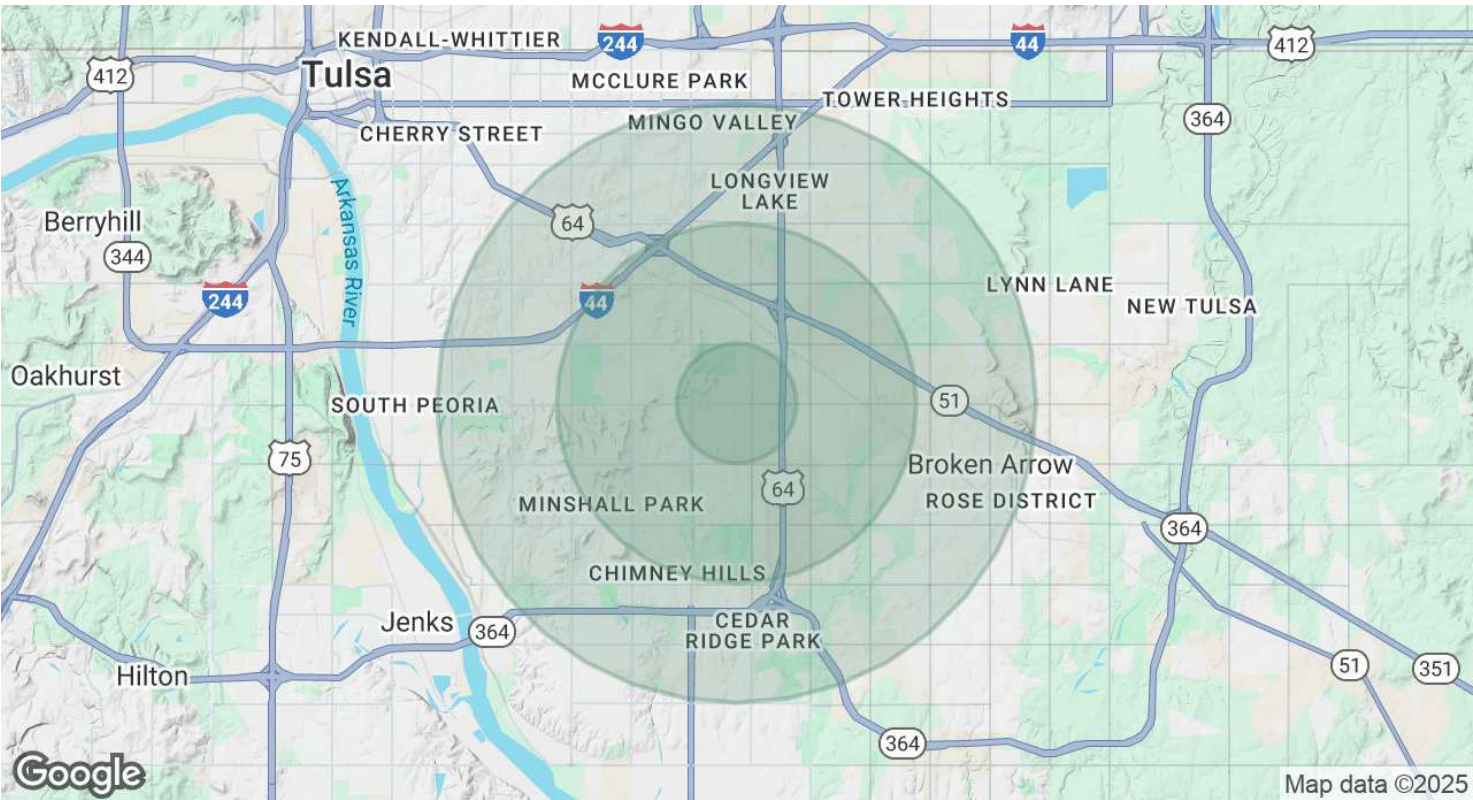 KENDALL-WHITTIER
244
44
412
412
Tulsa
MCCLURE PARK
TOWER HEIGHTS
364
MINGO VALLEY
CHERRY STREET
LONGVIEW
LAKE
Arkansas River
Berryhill
64
344
LYNN LANE
244
44
NEW TULSA
Oakhurst
SOUTH PEORIA
51
75
Broken Arrow
64
MINSHALL PARK
ROSE DISTRICT
364
CHIMNEY HILLS
Jenks
364
CEDAR
RIDGE PARK
Hilton
51
351
364
Google
Map data ©2025